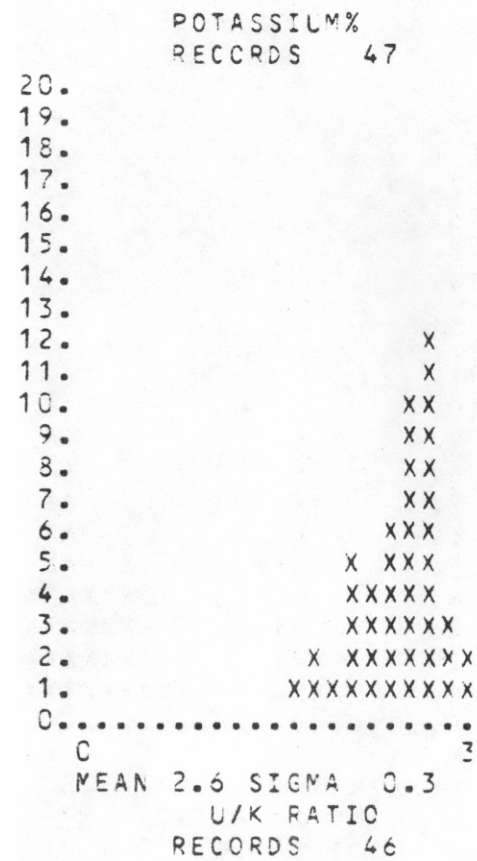 POTASSIUM%
RECORDS 47
20.
19.
18.
17.
16.
15.
14.
13.
12. X
11. X
10. XX
9. XX
8. XX
7. XX
6. XXX
5. X XXX
4. XXXXX
3. XXXXXX
2. X XXXXXXX
1. XXXXXXXXXX
0......................
0 3
MEAN 2.6 SIGMA 0.3
U/K RATIO
RECORDS 46